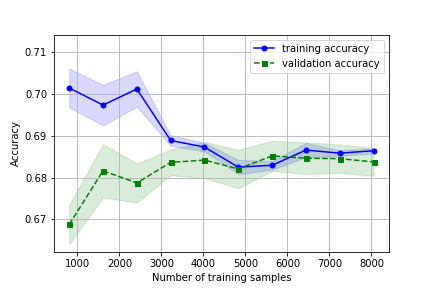 training accuracy
validation accuracy
0.71
0.70
0.69
0.68
0.67
Accuracy
1000 2000 3000 4000 5000 6000 7000 8000
Number of training samples